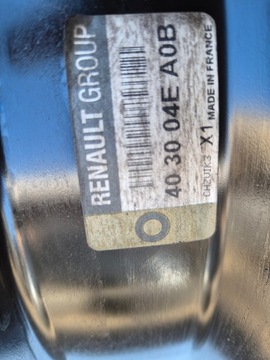 RENAULT GROUP
40 30 04E A0B
X1 MADE IN FRANCE